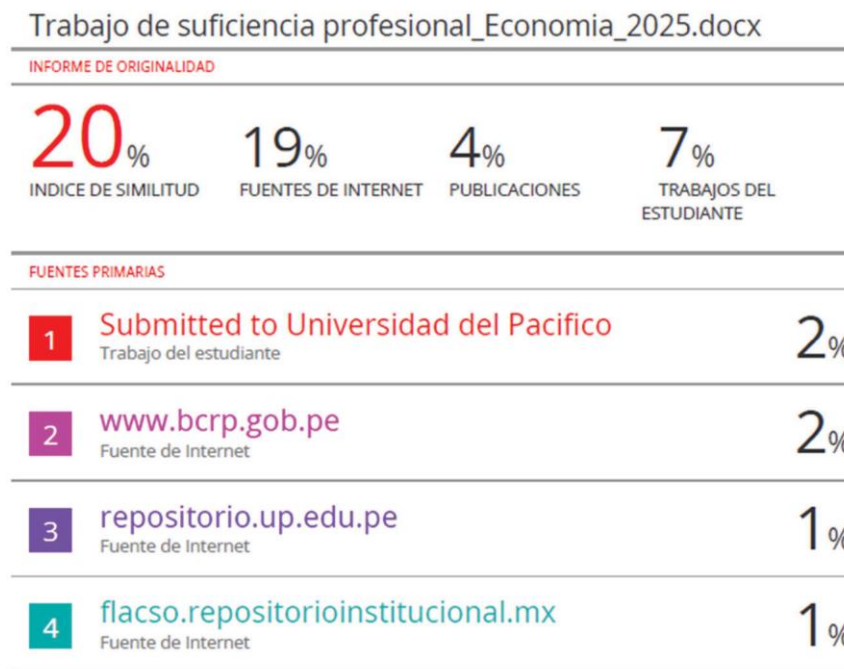 Trabajo de suficiencia profesional_Economia_2025.docx
INFORME DE ORIGINALIDAD
20% 19% 4% 7%
INDICE DE SIMILITUD FUENTES DE INTERNET PUBLICACIONES TRABAJOS DEL
ESTUDIANTE
FUENTES PRIMARIAS
1 Submitted to Universidad del Pacifico 2%
Trabajo del estudiante
2 www.bcrp.gob.pe 2%
Fuente de Internet
3 repositorio.up.edu.pe 1%
Fuente de Internet
4 flacso.repositorioinstitucional.mx 1%
Fuente de Internet